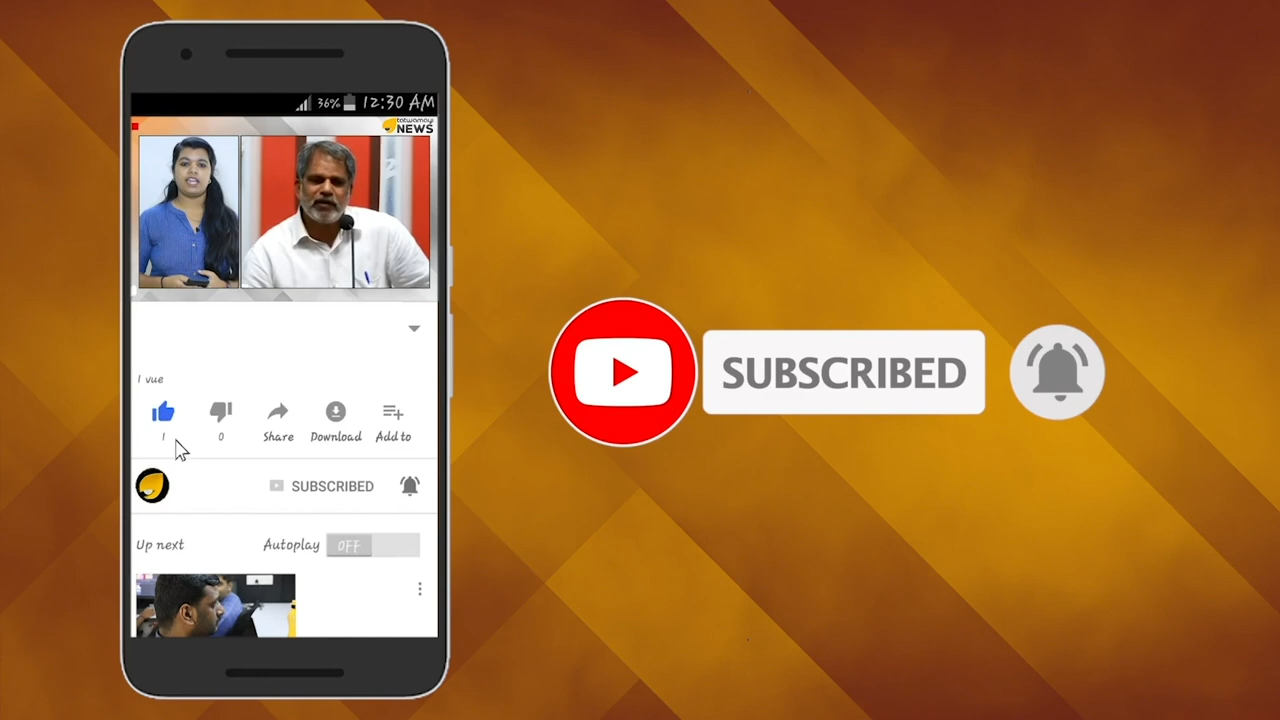 36% 12:30 AM
tatwamayi
NEWS
1 vue
1 0 Share Download Add to
SUBSCRIBED
Up next Autoplay OFF
SUBSCRIBED